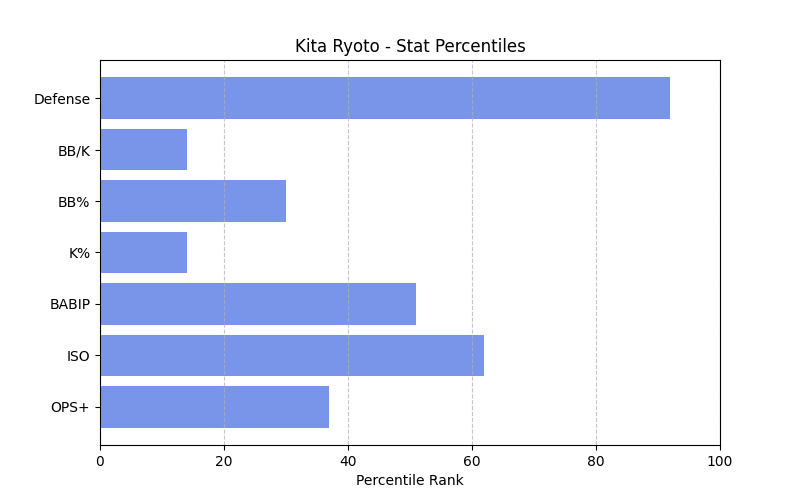 Kita Ryoto - Stat Percentiles
Defense
BB/K
BB%
K%
BABIP
ISO
OPS+
0 20 40 60 80 100
Percentile Rank